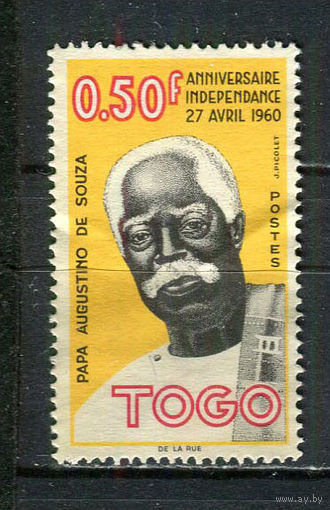 0.50f
ANNIVERSAIRE
INDEPENDANCE
27 AVRIL 1960
J. PICOLET
POSTES
PAPA AUGUSTINO DE SOUZA
TOGO
DE LA RUE
www.ay.by